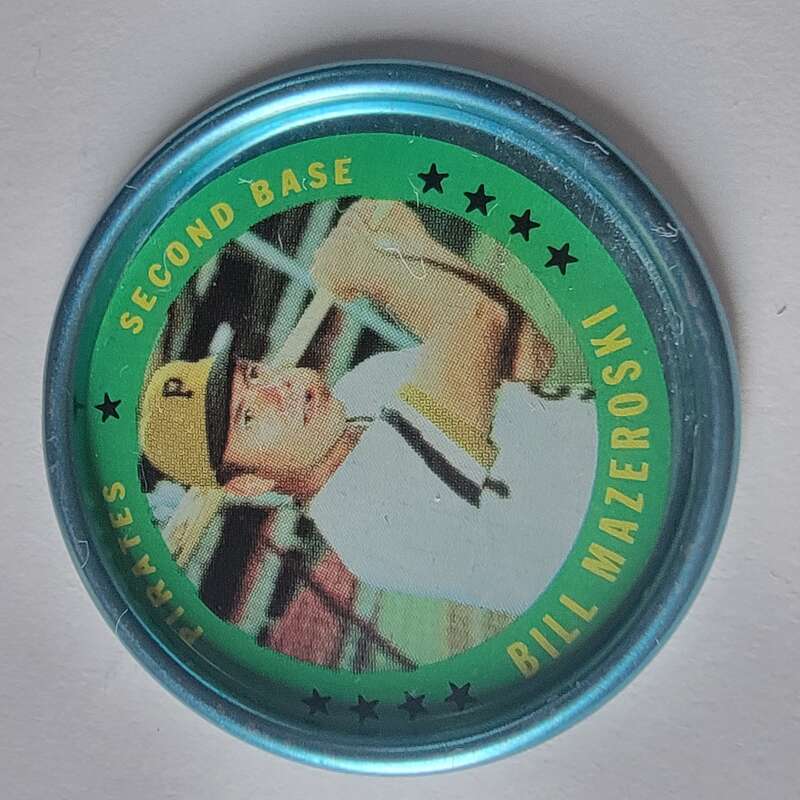 PIRATES ★ SECOND BASE
★★★★
BILL MAZEROSKI
★★★★
P